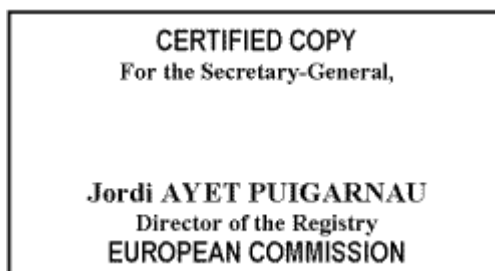 CERTIFIED COPY
For the Secretary-General,
Jordi AYET PUIGARNAU
Director of the Registry
EUROPEAN COMMISSION